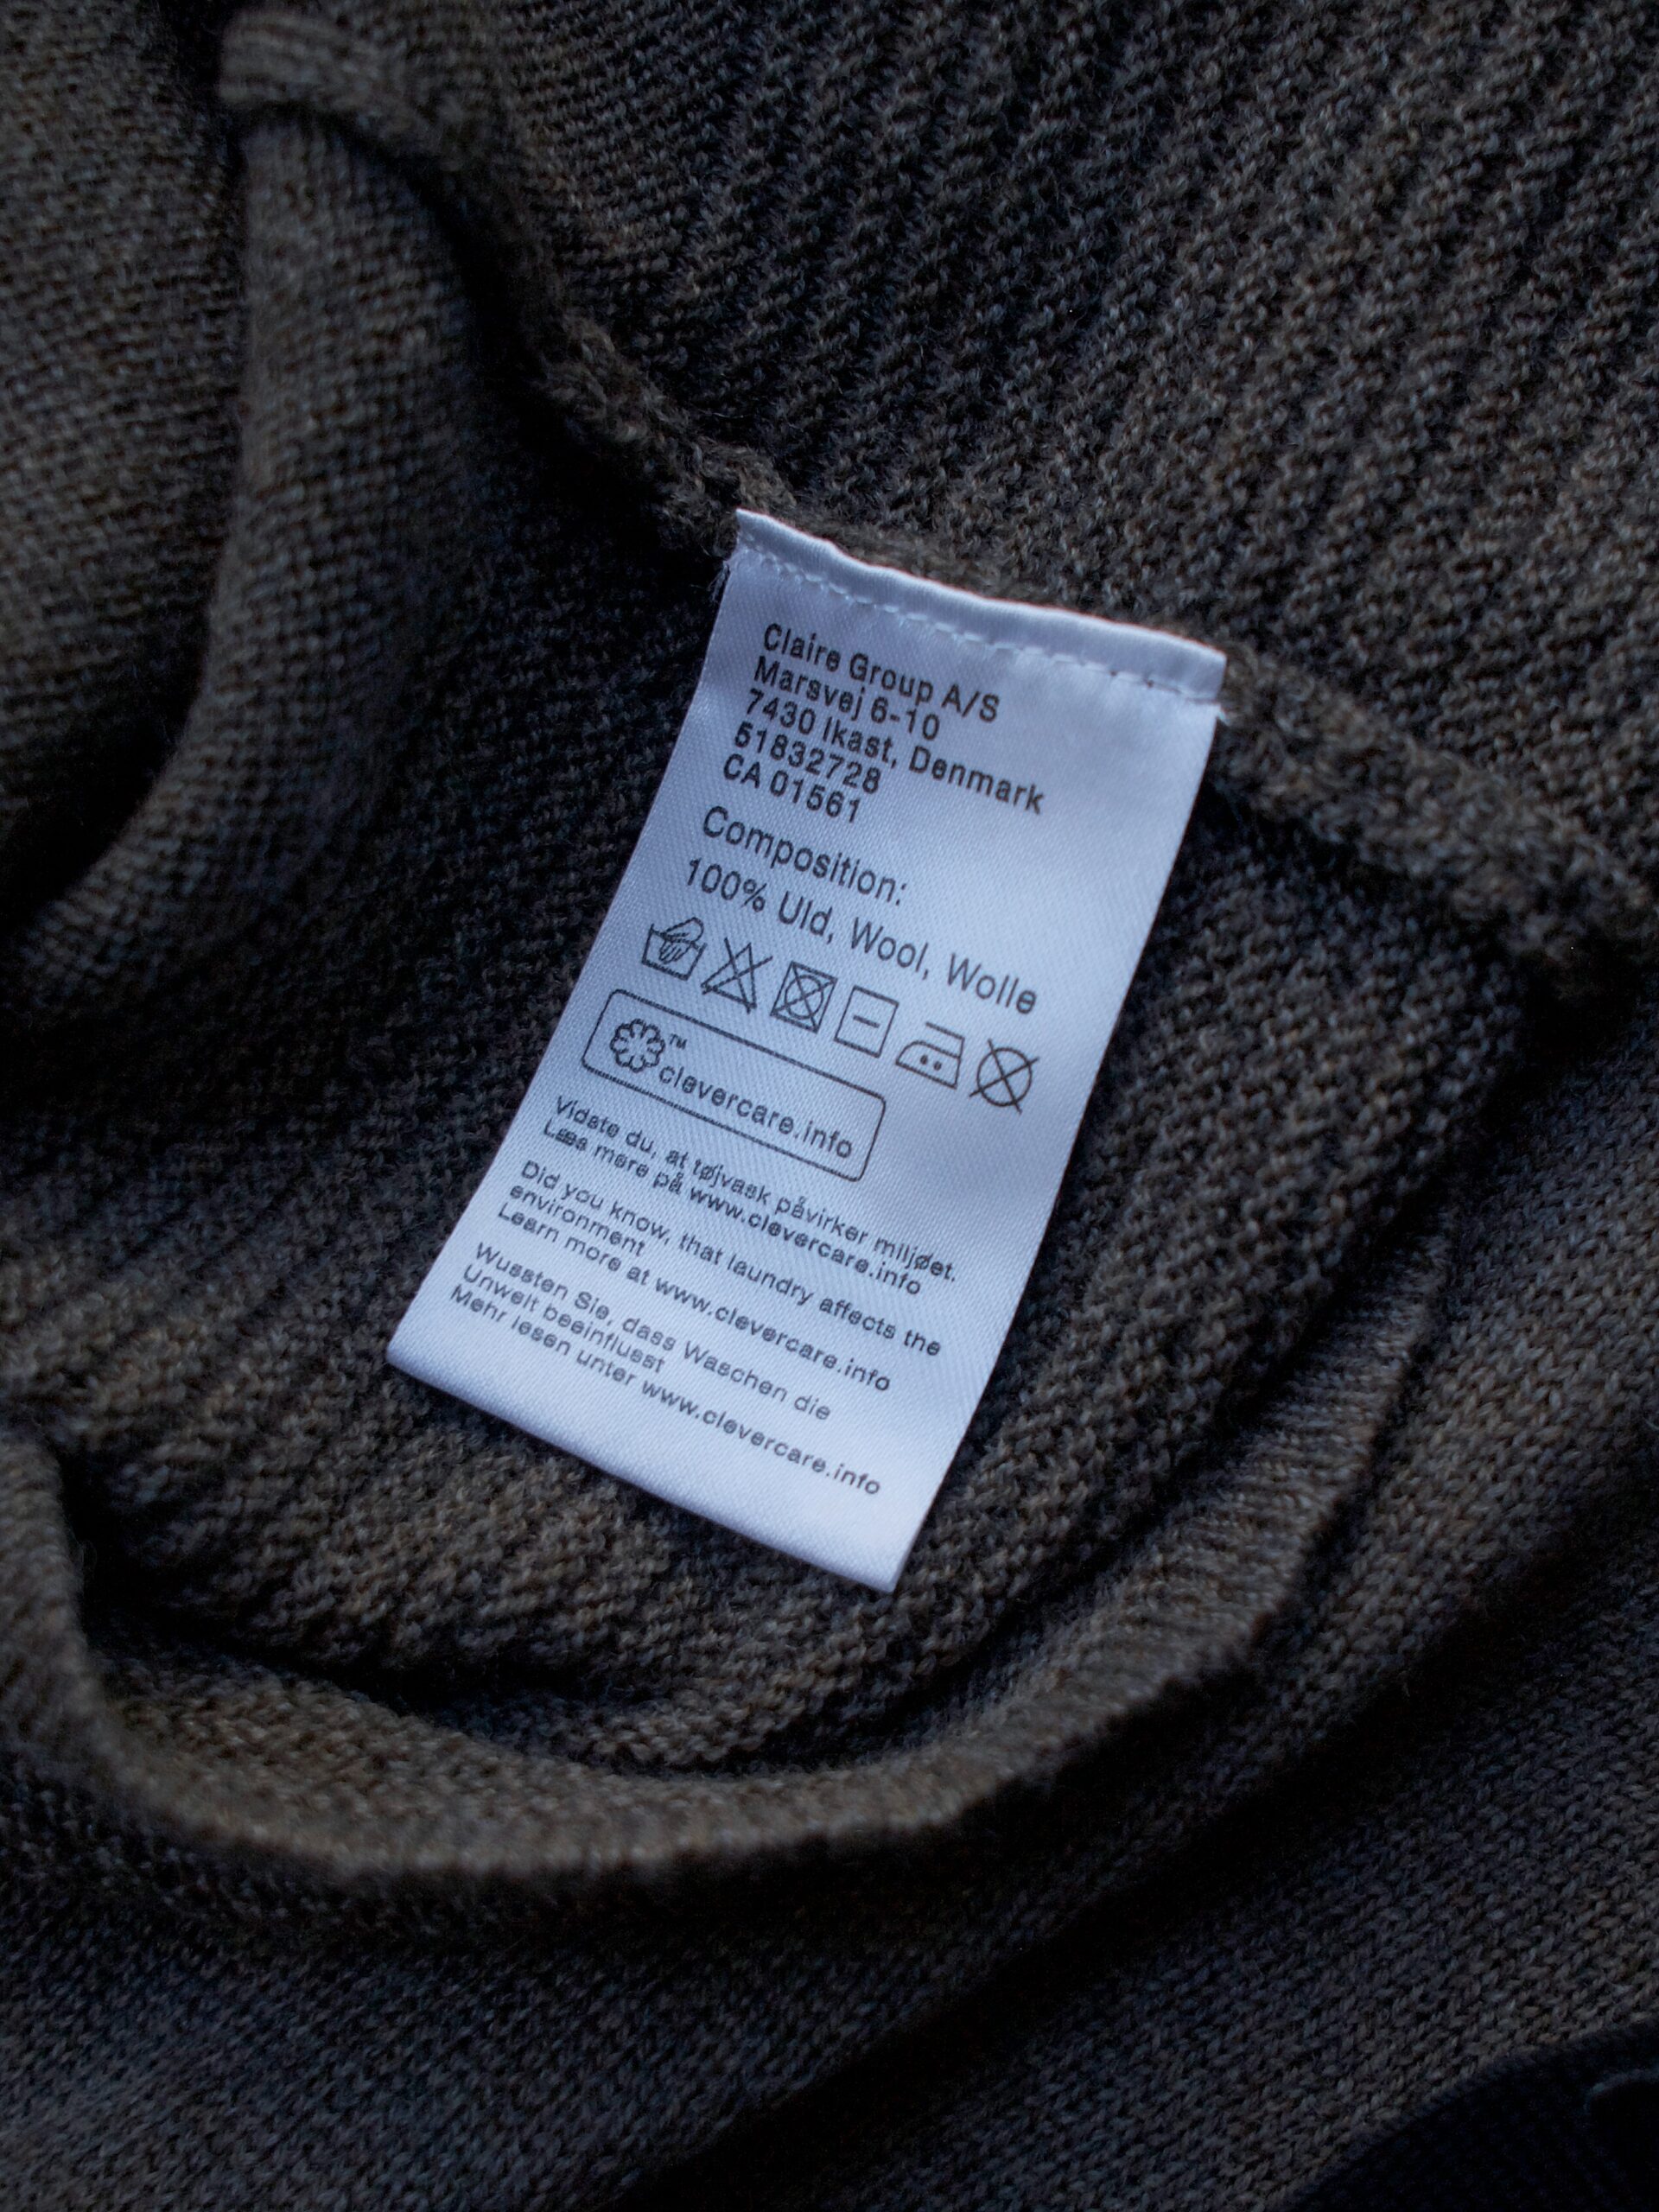 Claire Group A/S
Marsvej 6-10
7430 Ikast, Denmark
51832728
CA 01561
Composition:
100% Uld, Wool, Wolle
™
clevercare.info
Vidste du, at tøjvask påvirker miljøet.
Læs mere på www.clevercare.info
Did you know, that laundry affects the
environment
Learn more at www.clevercare.info
Wussten Sie, dass Waschen die
Unwelt beeinflusst
Mehr lesen unter www.clevercare.info